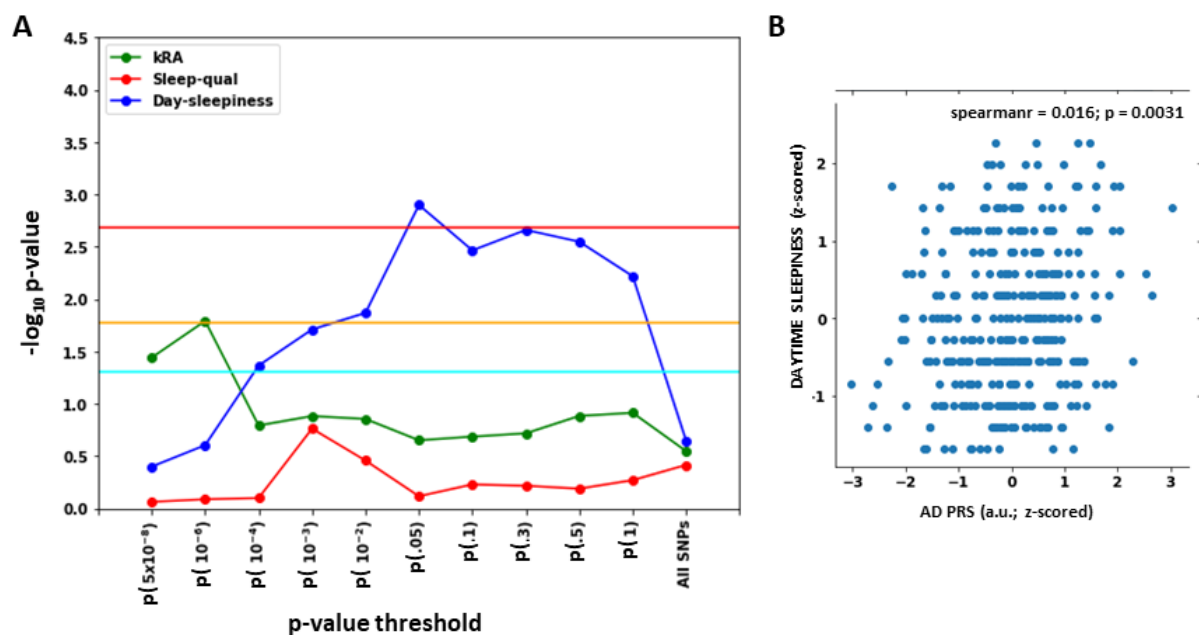 A
4.5
4.0
3.5
3.0
2.5
2.0
1.5
1.0
0.5
0.0
-log10 p-value
kRA
Sleep-qual
Day-sleepiness
p(5x10⁻⁸)
p(10⁻⁶)
p(10⁻⁴)
p(10⁻³)
p(10⁻²)
p(.05)
p(.1)
p(.3)
p(.5)
p(1)
All SNPs
p-value threshold
B
spearmanr = 0.016; p = 0.0031
DAYTIME SLEEPINESS (z-scored)
2
1
0
-1
-3
-2
-1
0
1
2
3
AD PRS (a.u.; z-scored)